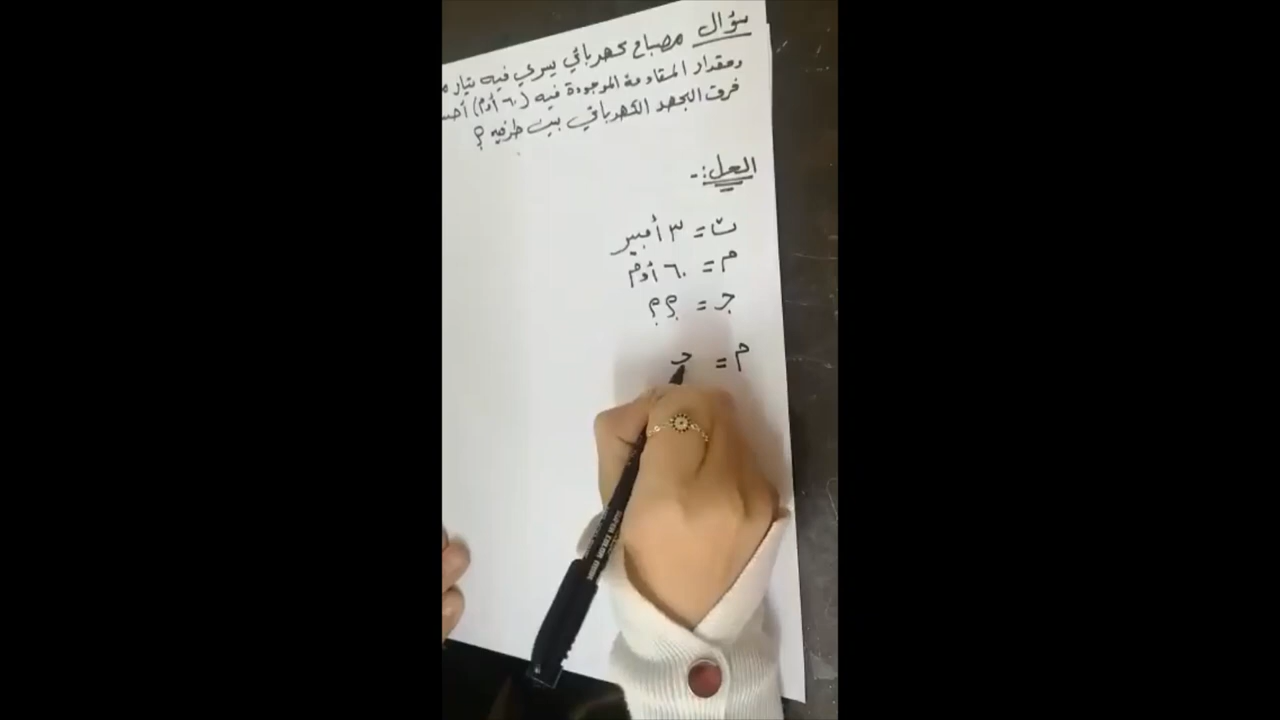 سؤال مصباح كهربائي يسري فيه تيار
ومقدار المقاومة الموجودة فيه (٦٠ أوم)
فرق الجهد الكهربائي بين طرفيه ؟
الحل:-
ت = ٣ أمبير
م = ٦٠ أوم
جـ = ؟؟
م =